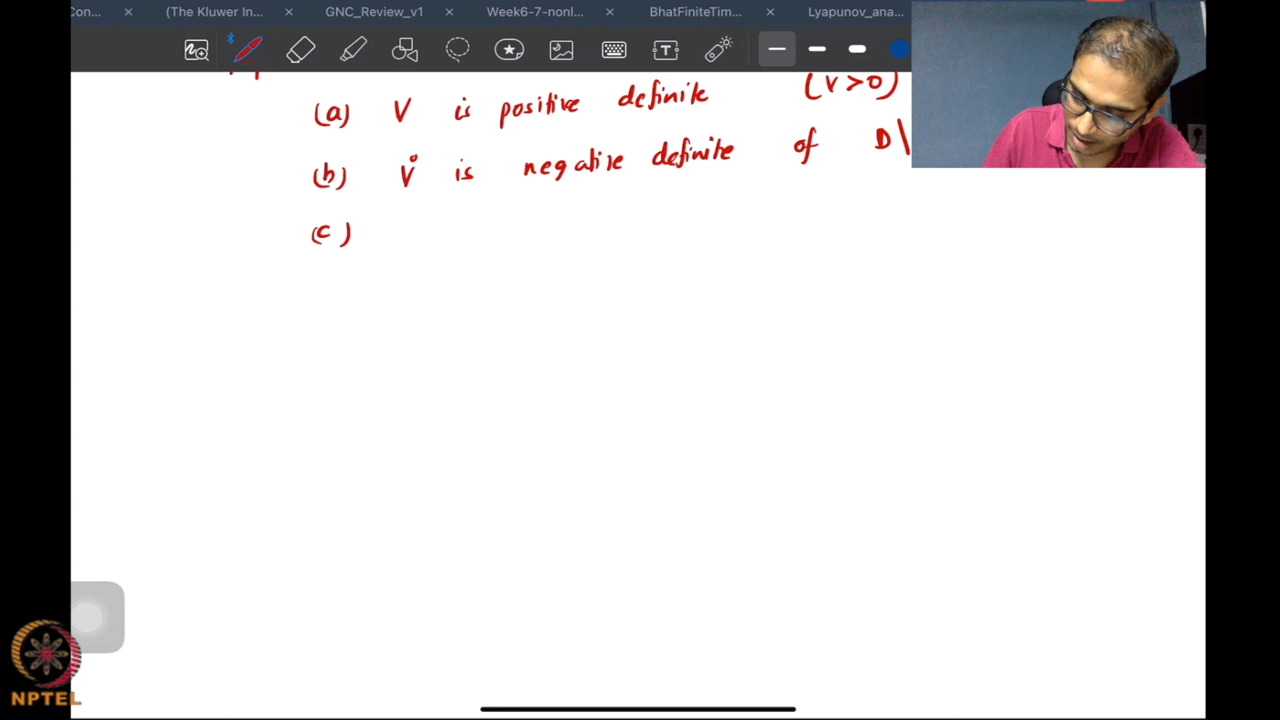 Con... (The Kluwer In... GNC_Review_v1 Week6-7-nonl... BhatFiniteTim... Lyapunov_ana...
(a) V is positive definite (V>0)
(b) V̇ is negative definite of D\
(c)
NPTEL